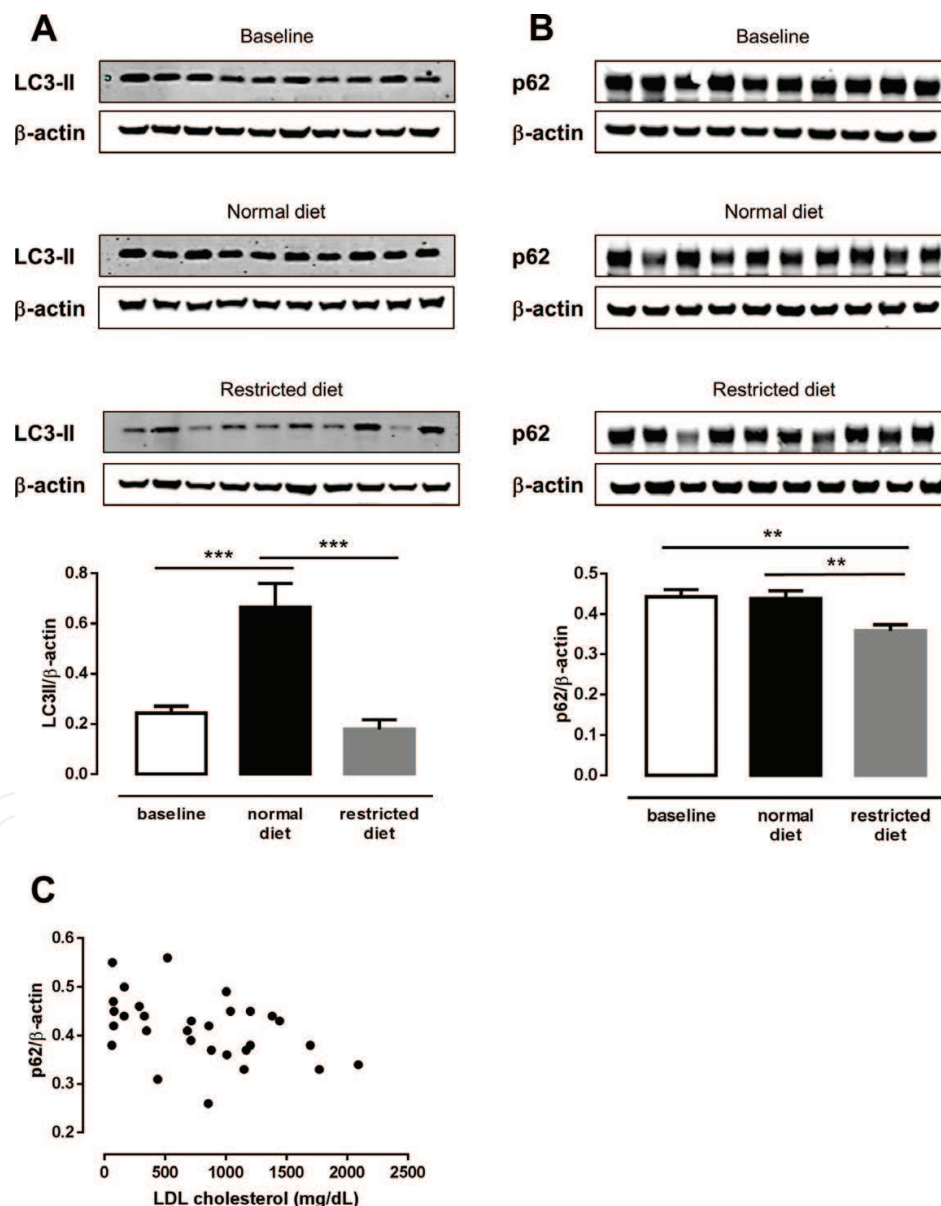 A
Baseline
LC3-II
β-actin
Normal diet
LC3-II
β-actin
Restricted diet
LC3-II
β-actin
*** ***
0.8
0.6
0.4
0.2
0.0
LC3II/β-actin
baseline normal diet restricted diet
B
Baseline
p62
β-actin
Normal diet
p62
β-actin
Restricted diet
p62
β-actin
**
**
0.5
0.4
0.3
0.2
0.1
0.0
p62/β-actin
baseline normal diet restricted diet
C
0.6
0.5
0.4
0.3
0.2
p62/β-actin
0 500 1000 1500 2000 2500
LDL cholesterol (mg/dL)